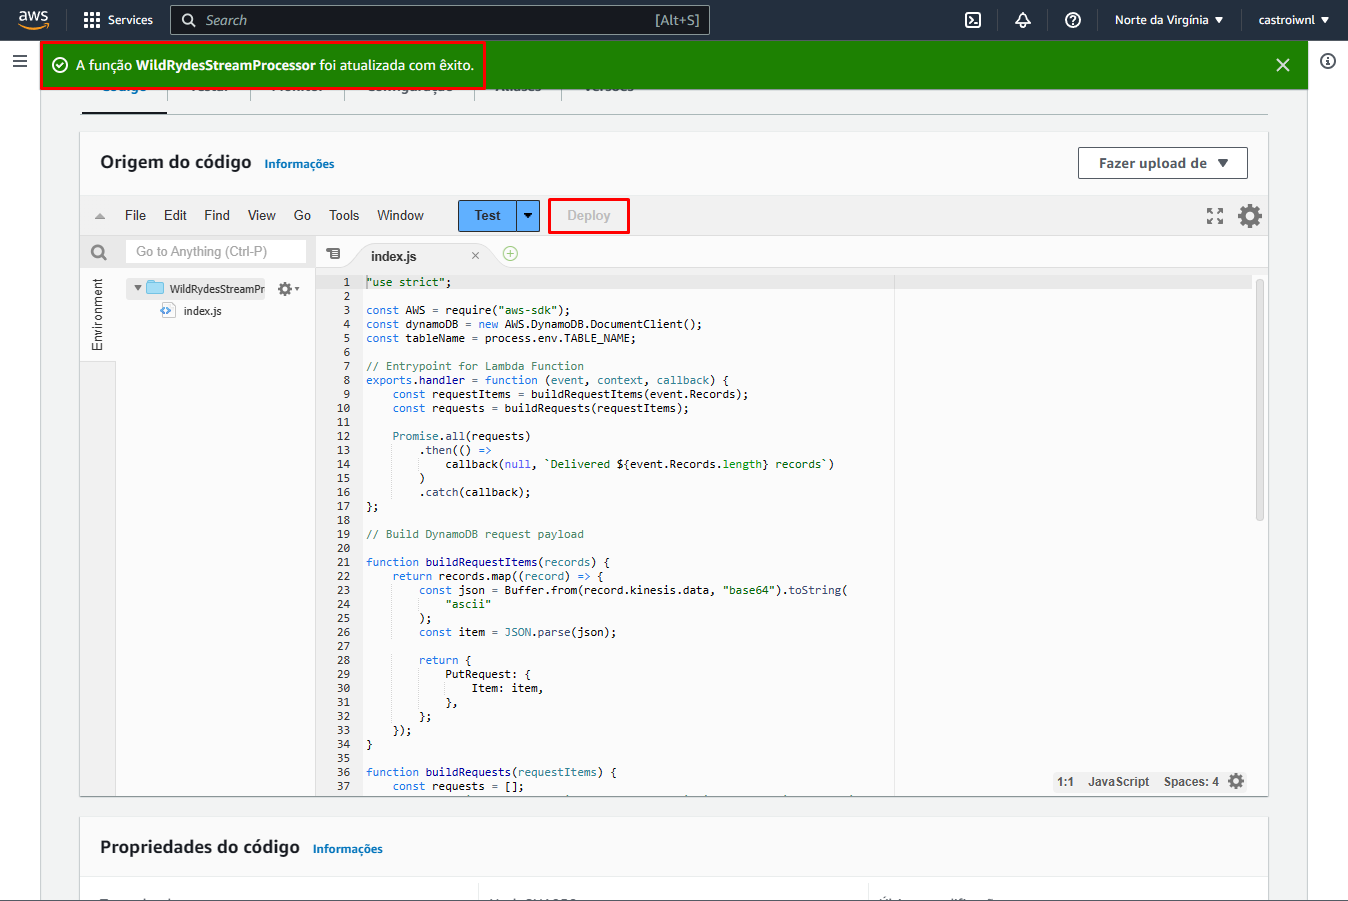 aws Services Search [Alt+S] Norte da Virgínia castroiwnl
A função WildRydesStreamProcessor foi atualizada com êxito.
Código Testar Monitor Configuração Aliases Versões
Origem do código Informações Fazer upload de
File Edit Find View Go Tools Window Test Deploy
Go to Anything (Ctrl-P) index.js
Environment
WildRydesStreamPr
index.js
1 "use strict";
2
3 const AWS = require("aws-sdk");
4 const dynamoDB = new AWS.DynamoDB.DocumentClient();
5 const tableName = process.env.TABLE_NAME;
6
7 // Entrypoint for Lambda Function
8 exports.handler = function (event, context, callback) {
9 const requestItems = buildRequestItems(event.Records);
10 const requests = buildRequests(requestItems);
11
12 Promise.all(requests)
13 .then(() =>
14 callback(null, `Delivered ${event.Records.length} records`)
15 )
16 .catch(callback);
17 };
18
19 // Build DynamoDB request payload
20
21 function buildRequestItems(records) {
22 return records.map((record) => {
23 const json = Buffer.from(record.kinesis.data, "base64").toString(
24 "ascii"
25 );
26 const item = JSON.parse(json);
27
28 return {
29 PutRequest: {
30 Item: item,
31 },
32 };
33 });
34 }
35
36 function buildRequests(requestItems) {
37 const requests = [];
1:1 JavaScript Spaces: 4
Propriedades do código Informações